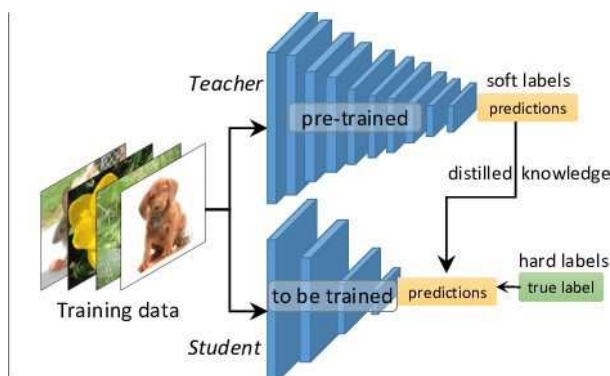 Teacher
soft labels
predictions
pre-trained
distilled knowledge
Training data
to be trained
predictions
hard labels
true label
Student